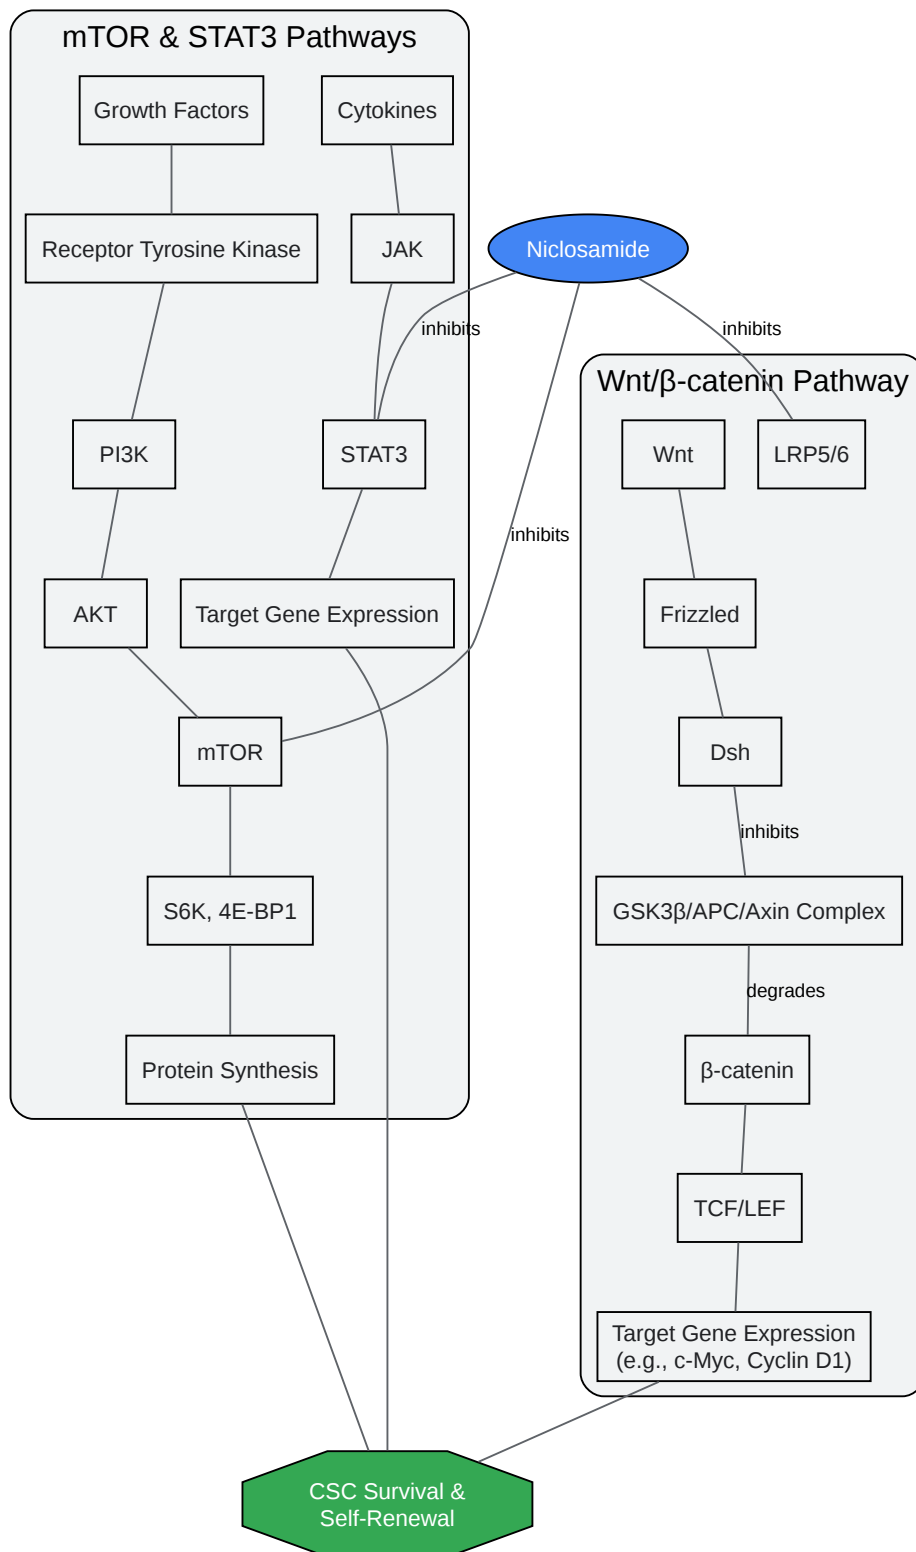 mTOR & STAT3 Pathways
Growth Factors
Cytokines
Receptor Tyrosine Kinase
JAK
Niclosamide
inhibits
inhibits
Wnt/β-catenin Pathway
PI3K
STAT3
Wnt
LRP5/6
inhibits
AKT
Target Gene Expression
Frizzled
mTOR
Dsh
inhibits
S6K, 4E-BP1
GSK3β/APC/Axin Complex
degrades
Protein Synthesis
β-catenin
TCF/LEF
Target Gene Expression
(e.g., c-Myc, Cyclin D1)
CSC Survival &
Self-Renewal